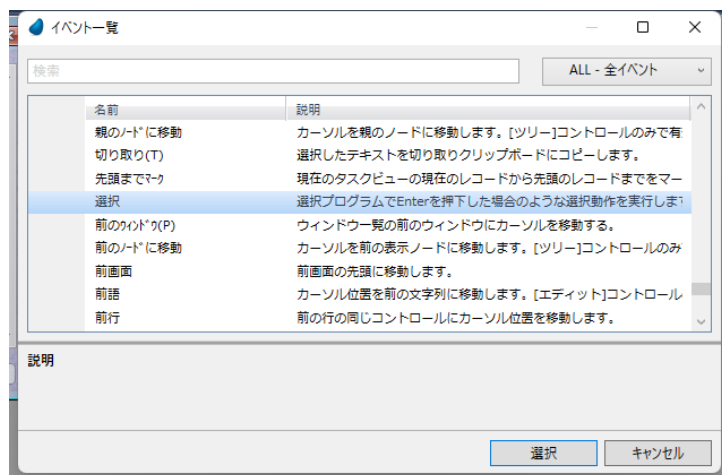 イベント一覧
検索
ALL - 全イベント
名前 説明
親のﾉｰﾄﾞに移動 カーソルを親のノードに移動します。[ツリー]コントロールのみで有
切り取り(T) 選択したテキストを切り取りクリップボードにコピーします。
先頭までﾏｰｸ 現在のタスクビューの現在のレコードから先頭のレコードまでをマー
選択 選択プログラムでEnterを押下した場合のような選択動作を実行しま
前のｳｨﾝﾄﾞｳ(P) ウィンドウ一覧の前のウィンドウにカーソルを移動する。
前のﾉｰﾄﾞに移動 カーソルを前の表示ノードに移動します。[ツリー]コントロールのみ
前画面 前画面の先頭に移動します。
前語 カーソル位置を前の文字列に移動します。[エディット]コントロール
前行 前の行の同じコントロールにカーソル位置を移動します。
説明
選択 キャンセル